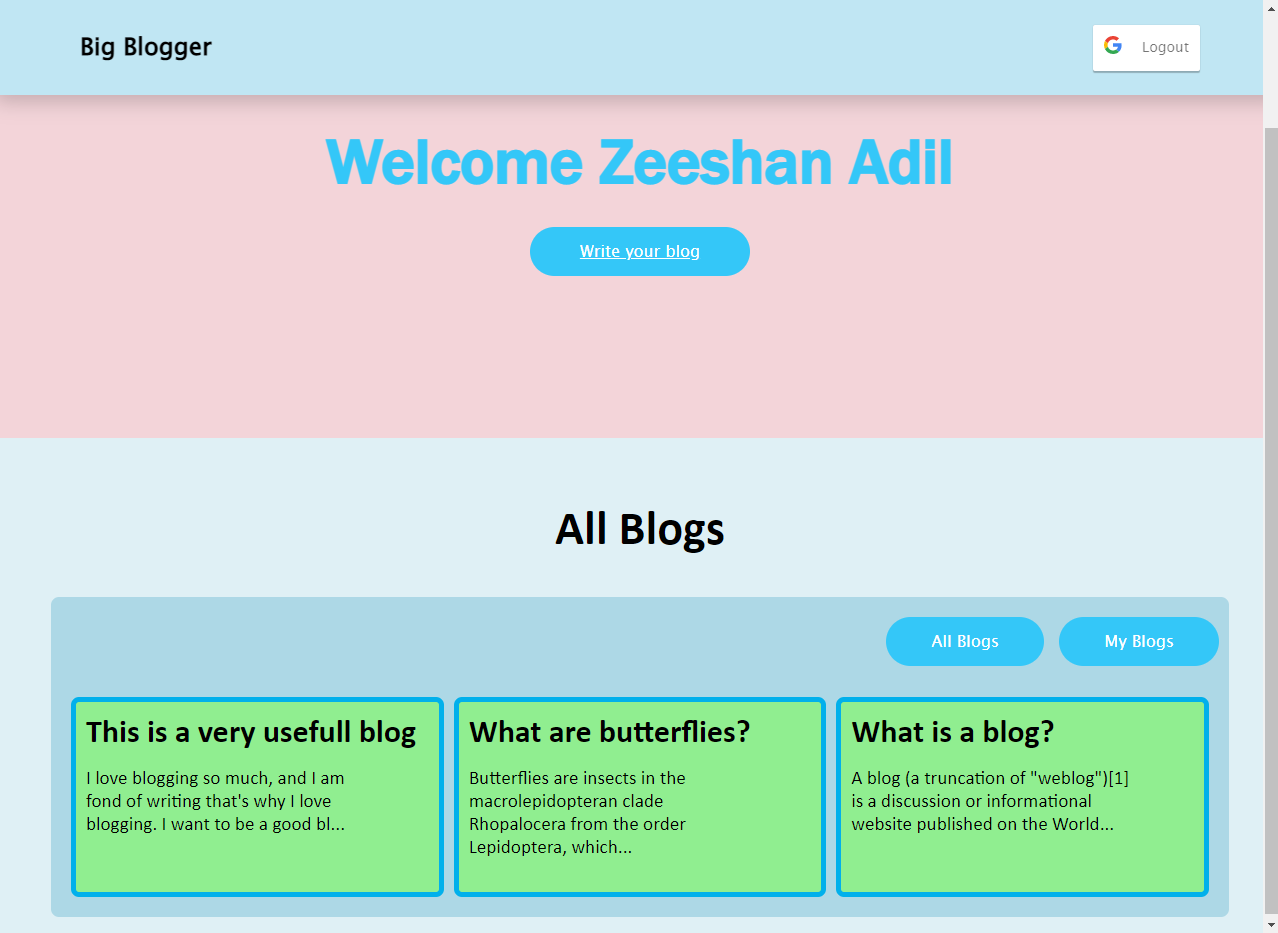 Big Blogger
Logout
Welcome Zeeshan Adil
Write your blog
All Blogs
All Blogs
My Blogs
This is a very usefull blog
I love blogging so much, and I am
fond of writing that's why I love
blogging. I want to be a good bl...
What are butterflies?
Butterflies are insects in the
macrolepidopteran clade
Rhopalocera from the order
Lepidoptera, which...
What is a blog?
A blog (a truncation of "weblog")[1]
is a discussion or informational
website published on the World...